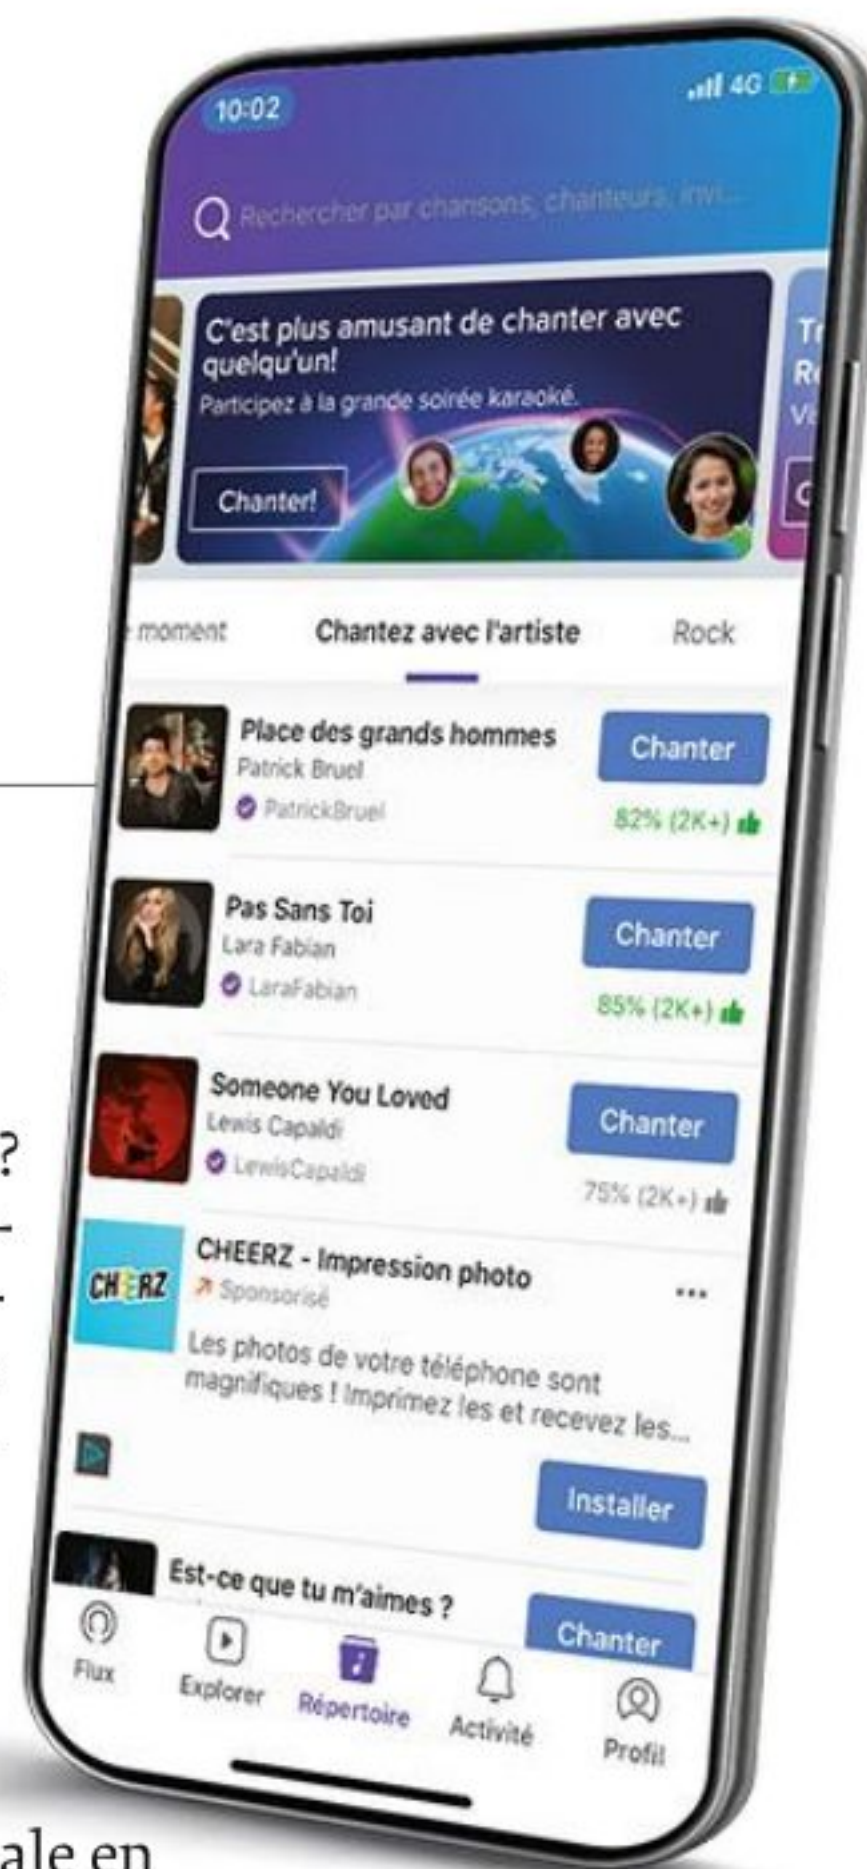 10:02
4G
Rechercher par chansons, chanteurs, invi...
C'est plus amusant de chanter avec
quelqu'un!
Participez à la grande soirée karaoké.
Chanter!
Tr
Re
Vi
C
moment
Chantez avec l'artiste
Rock
Place des grands hommes
Patrick Bruel
PatrickBruel
Chanter
82% (2K+)
Pas Sans Toi
Lara Fabian
LaraFabian
Chanter
85% (2K+)
Someone You Loved
Lewis Capaldi
LewisCapaldi
Chanter
75% (2K+)
CHEERZ
CHEERZ - Impression photo
Sponsorisé
...
Les photos de votre téléphone sont
magnifiques ! Imprimez les et recevez les...
Installer
Est-ce que tu m'aimes ?
Chanter
Flux
Explorer
Répertoire
Activité
Profil
?
ale en